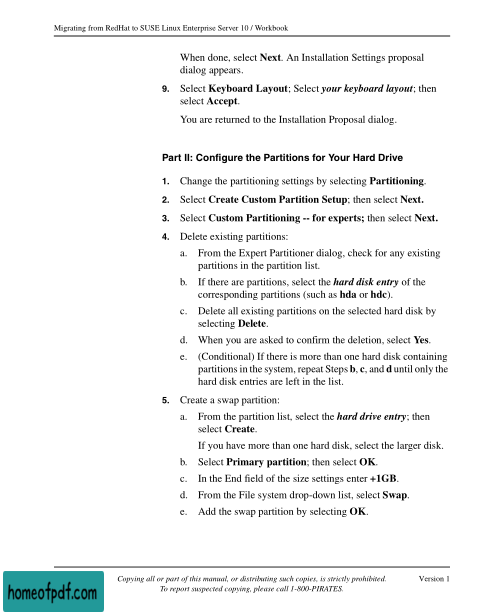 Migrating from RedHat to SUSE Linux Enterprise Server 10 / Workbook
When done, select Next. An Installation Settings proposal
dialog appears.
9. Select Keyboard Layout; Select your keyboard layout; then
select Accept.
You are returned to the Installation Proposal dialog.
Part II: Configure the Partitions for Your Hard Drive
1. Change the partitioning settings by selecting Partitioning.
2. Select Create Custom Partition Setup; then select Next.
3. Select Custom Partitioning -- for experts; then select Next.
4. Delete existing partitions:
a. From the Expert Partitioner dialog, check for any existing
partitions in the partition list.
b. If there are partitions, select the hard disk entry of the
corresponding partitions (such as hda or hdc).
c. Delete all existing partitions on the selected hard disk by
selecting Delete.
d. When you are asked to confirm the deletion, select Yes.
e. (Conditional) If there is more than one hard disk containing
partitions in the system, repeat Steps b, c, and d until only the
hard disk entries are left in the list.
5. Create a swap partition:
a. From the partition list, select the hard drive entry; then
select Create.
If you have more than one hard disk, select the larger disk.
b. Select Primary partition; then select OK.
c. In the End field of the size settings enter +1GB.
d. From the File system drop-down list, select Swap.
e. Add the swap partition by selecting OK.
Copying all or part of this manual, or distributing such copies, is strictly prohibited. Version 1
To report suspected copying, please call 1-800-PIRATES.
homeofpdf.com